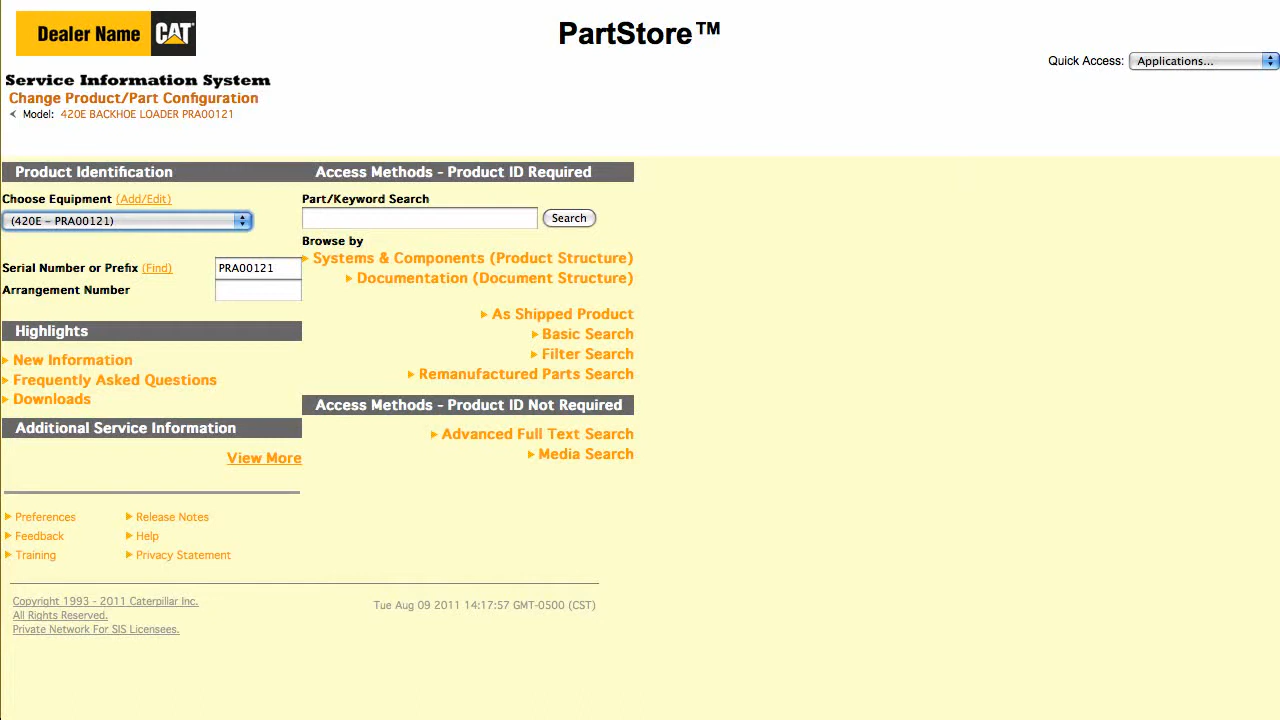 Dealer Name CAT
PartStore™
Quick Access: Applications...
Service Information System
Change Product/Part Configuration
Model: 420E BACKHOE LOADER PRA00121
Product Identification
Choose Equipment (Add/Edit)
(420E - PRA00121)
Serial Number or Prefix (Find) PRA00121
Arrangement Number
Highlights
New Information
Frequently Asked Questions
Downloads
Additional Service Information
View More
Access Methods - Product ID Required
Part/Keyword Search
Search
Browse by
Systems & Components (Product Structure)
Documentation (Document Structure)
As Shipped Product
Basic Search
Filter Search
Remanufactured Parts Search
Access Methods - Product ID Not Required
Advanced Full Text Search
Media Search
Preferences Release Notes
Feedback Help
Training Privacy Statement
Copyright 1993 - 2011 Caterpillar Inc.
All Rights Reserved.
Private Network For SIS Licensees.
Tue Aug 09 2011 14:17:57 GMT-0500 (CST)